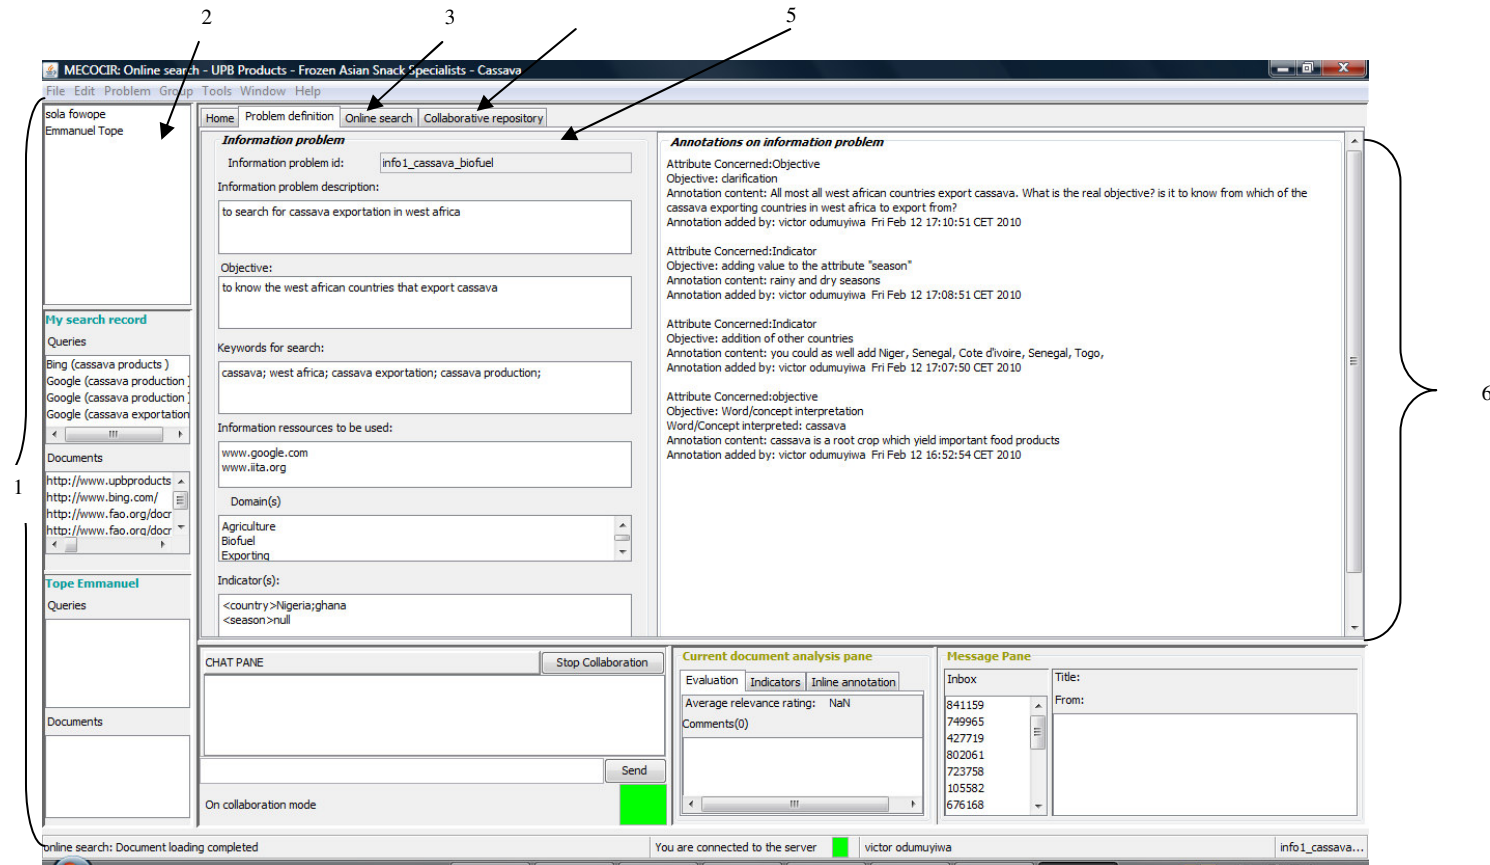 2
3
5
MECOCIR: Online search - UPB Products - Frozen Asian Snack Specialists - Cassava
File Edit Problem Group Tools Window Help
sola fowope
Emmanuel Tope
Home Problem definition Online search Collaborative repository
Information problem
Information problem id: info1_cassava_biofuel
Information problem description:
to search for cassava exportation in west africa
Objective:
to know the west african countries that export cassava
Keywords for search:
cassava; west africa; cassava exportation; cassava production;
Information ressources to be used:
www.google.com
www.iita.org
Domain(s)
Agriculture
Biofuel
Exporting
Indicator(s):
<country>Nigeria;ghana
<season>null
Annotations on information problem
Attribute Concerned:Objective
Objective: clarification
Annotation content: All most all west african countries export cassava. What is the real objective? is it to know from which of the
cassava exporting countries in west africa to export from?
Annotation added by: victor odumuyiwa Fri Feb 12 17:10:51 CET 2010
Attribute Concerned:Indicator
Objective: adding value to the attribute "season"
Annotation content: rainy and dry seasons
Annotation added by: victor odumuyiwa Fri Feb 12 17:08:51 CET 2010
Attribute Concerned:Indicator
Objective: addition of other countries
Annotation content: you could as well add Niger, Senegal, Cote d'ivoire, Senegal, Togo,
Annotation added by: victor odumuyiwa Fri Feb 12 17:07:50 CET 2010
Attribute Concerned:objective
Objective: Word/concept interpretation
Word/Concept interpreted: cassava
Annotation content: cassava is a root crop which yield important food products
Annotation added by: victor odumuyiwa Fri Feb 12 16:52:54 CET 2010
6
My search record
Queries
Bing (cassava products )
Google (cassava production )
Google (cassava production )
Google (cassava exportation
Documents
http://www.upbproducts
http://www.bing.com/
http://www.fao.org/docr
http://www.fao.org/docr
1
Tope Emmanuel
Queries
Documents
CHAT PANE
Stop Collaboration
Send
On collaboration mode
Current document analysis pane
Evaluation Indicators Inline annotation
Average relevance rating: NaN
Comments(0)
Message Pane
Inbox
841159
749965
427719
802061
723758
105582
676168
Title:
From:
online search: Document loading completed
You are connected to the server
victor odumuyiwa
info1_cassava...